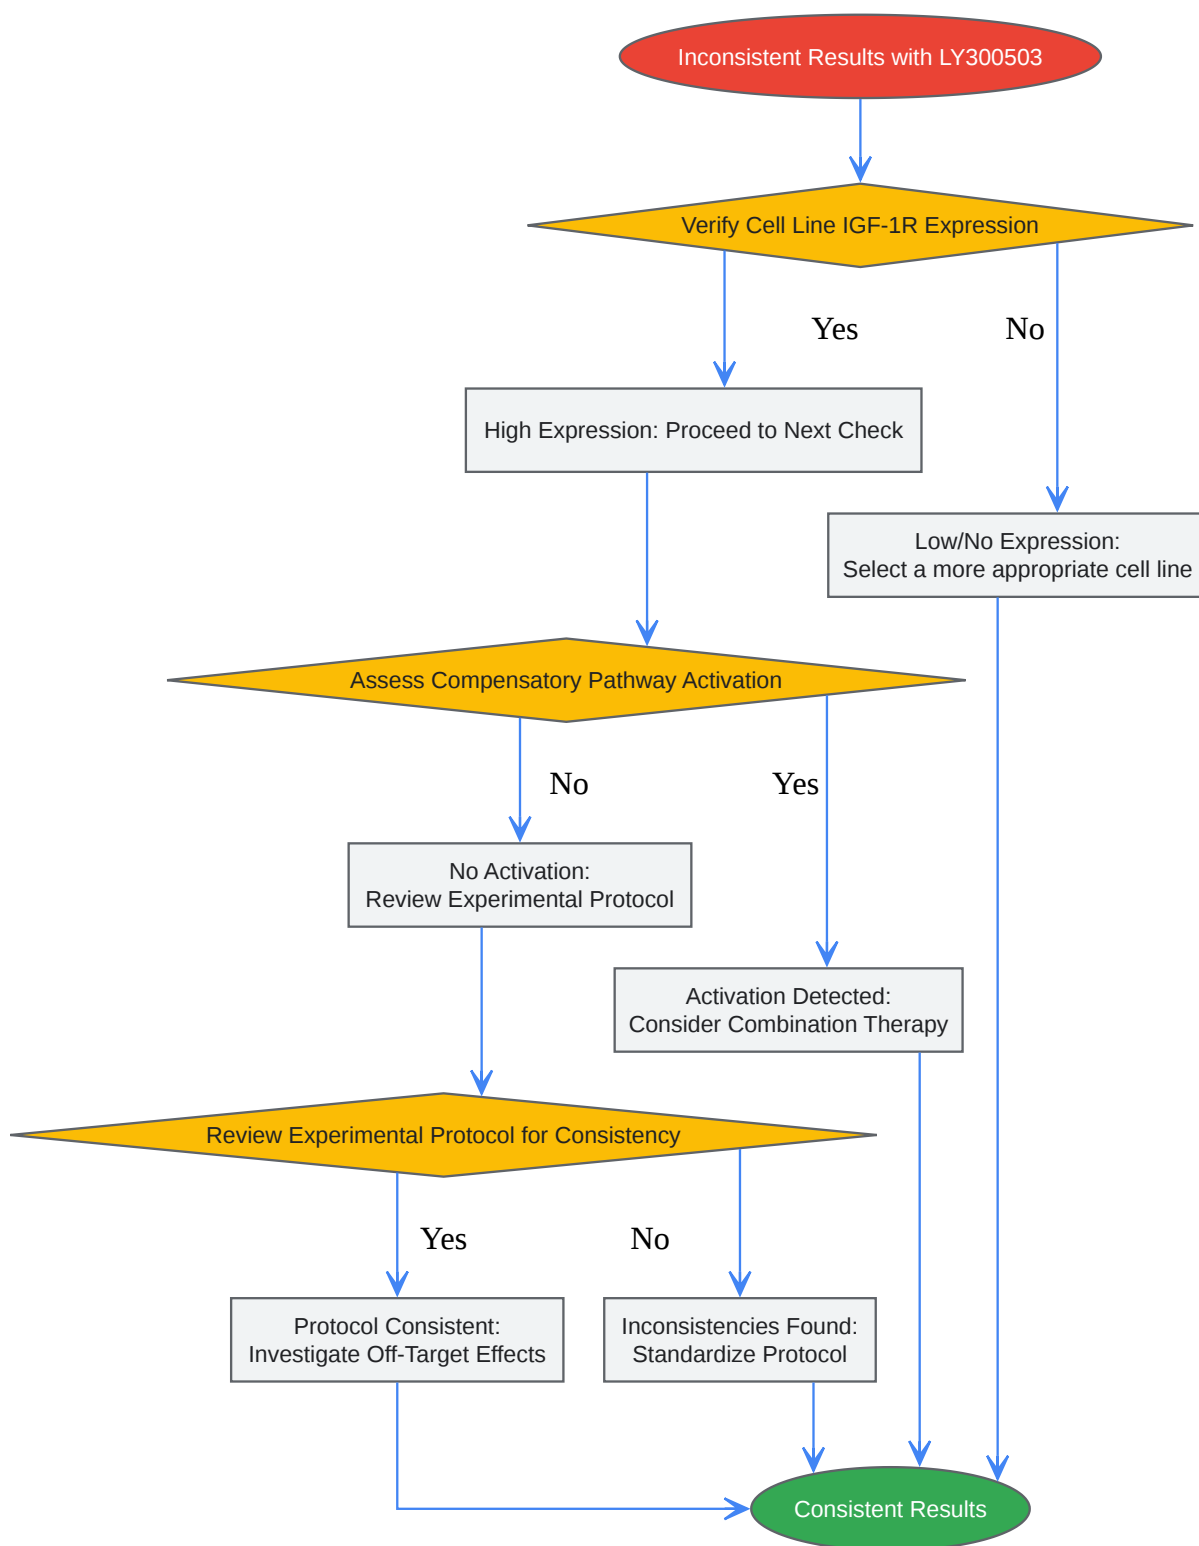 Inconsistent Results with LY300503
Verify Cell Line IGF-1R Expression
Yes
No
High Expression: Proceed to Next Check
Low/No Expression:
Select a more appropriate cell line
Assess Compensatory Pathway Activation
No
Yes
No Activation:
Review Experimental Protocol
Activation Detected:
Consider Combination Therapy
Review Experimental Protocol for Consistency
Yes
No
Protocol Consistent:
Investigate Off-Target Effects
Inconsistencies Found:
Standardize Protocol
Consistent Results